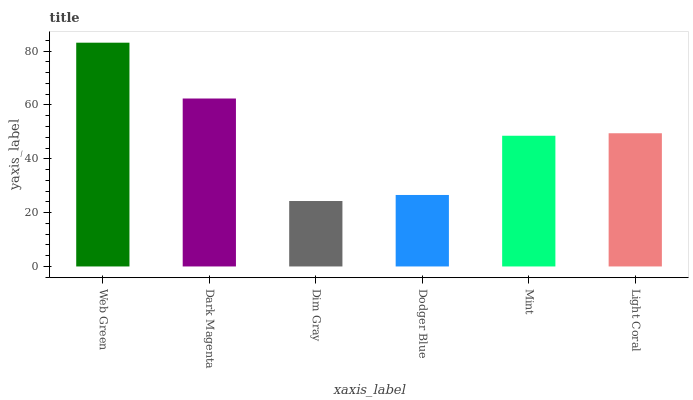 title
yaxis_label
80
60
40
20
0
Web Green
Dark Magenta
Dim Gray
Dodger Blue
Mint
Light Coral
xaxis_label